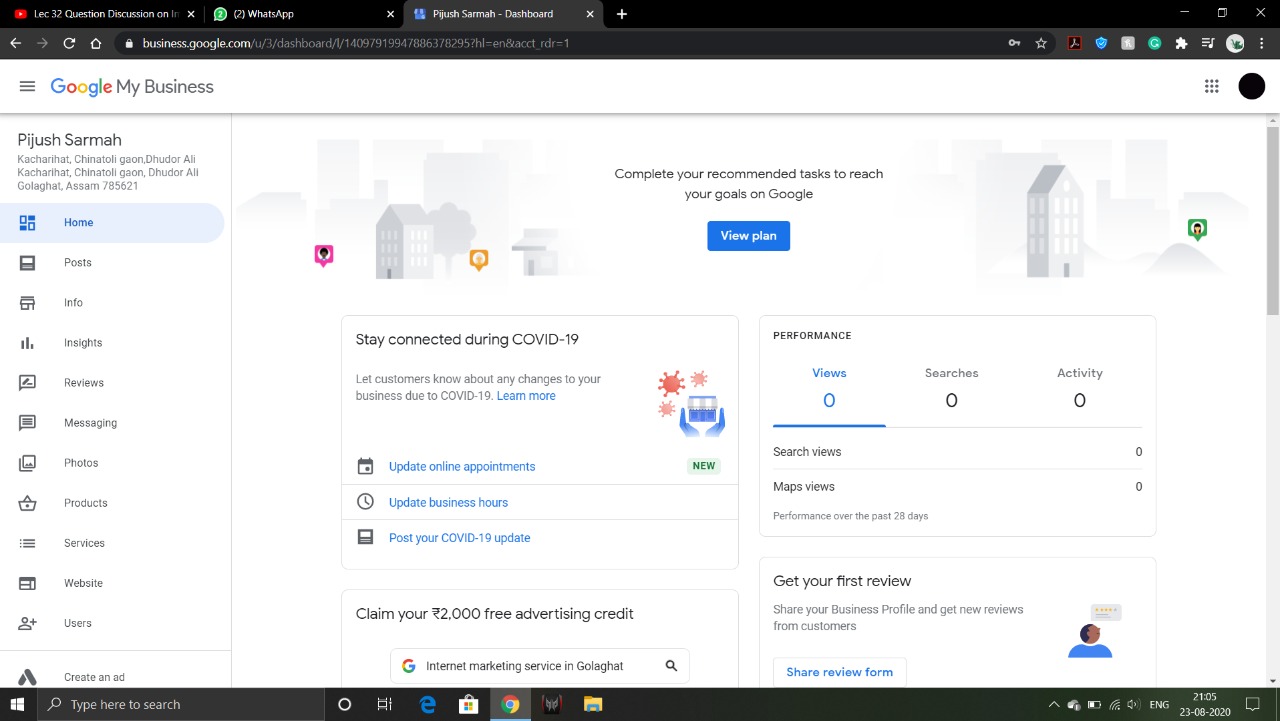 Lec 32 Question Discussion on In
(2) WhatsApp
Pijush Sarmah - Dashboard
business.google.com/u/3/dashboard/l/14097919947886378295?hl=en&acct_rdr=1
Google My Business
Pijush Sarmah
Kacharihat, Chinatoli gaon,Dhudor Ali
Kacharihat, Chinatoli gaon, Dhudor Ali
Golaghat, Assam 785621
Home
Posts
Info
Insights
Reviews
Messaging
Photos
Products
Services
Website
Users
Create an ad
Complete your recommended tasks to reach
your goals on Google
View plan
Stay connected during COVID-19
Let customers know about any changes to your
business due to COVID-19. Learn more
Update online appointments NEW
Update business hours
Post your COVID-19 update
Claim your ₹2,000 free advertising credit
Internet marketing service in Golaghat
PERFORMANCE
Views Searches Activity
0 0 0
Search views 0
Maps views 0
Performance over the past 28 days
Get your first review
Share your Business Profile and get new reviews
from customers
Share review form
Type here to search
ENG
21:05
23-08-2020